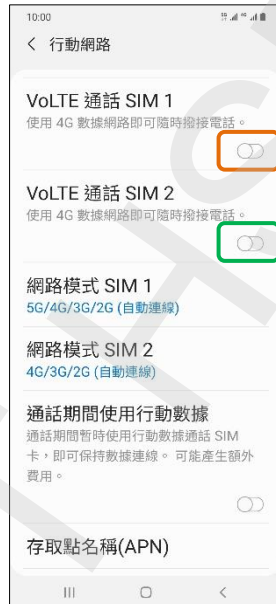 10:00
行動網路
VoLTE 通話 SIM 1
使用 4G 數據網路即可隨時撥接電話。
VoLTE 通話 SIM 2
使用 4G 數據網路即可隨時撥接電話。
網路模式 SIM 1
5G/4G/3G/2G (自動連線)
網路模式 SIM 2
4G/3G/2G (自動連線)
通話期間使用行動數據
通話期間暫時使用行動數據通話 SIM
卡，即可保持數據連線。 可能產生額外
費用。
存取點名稱(APN)